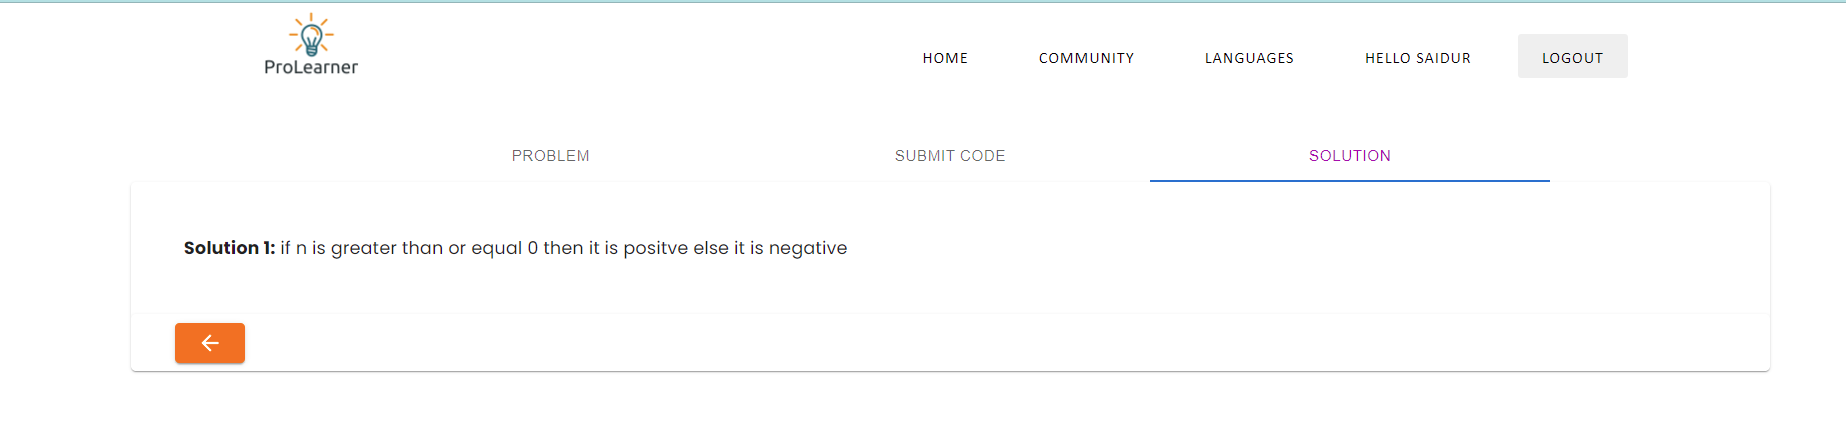 ProLearner
HOME COMMUNITY LANGUAGES HELLO SAIDUR LOGOUT
PROBLEM SUBMIT CODE SOLUTION
Solution 1: if n is greater than or equal 0 then it is positve else it is negative